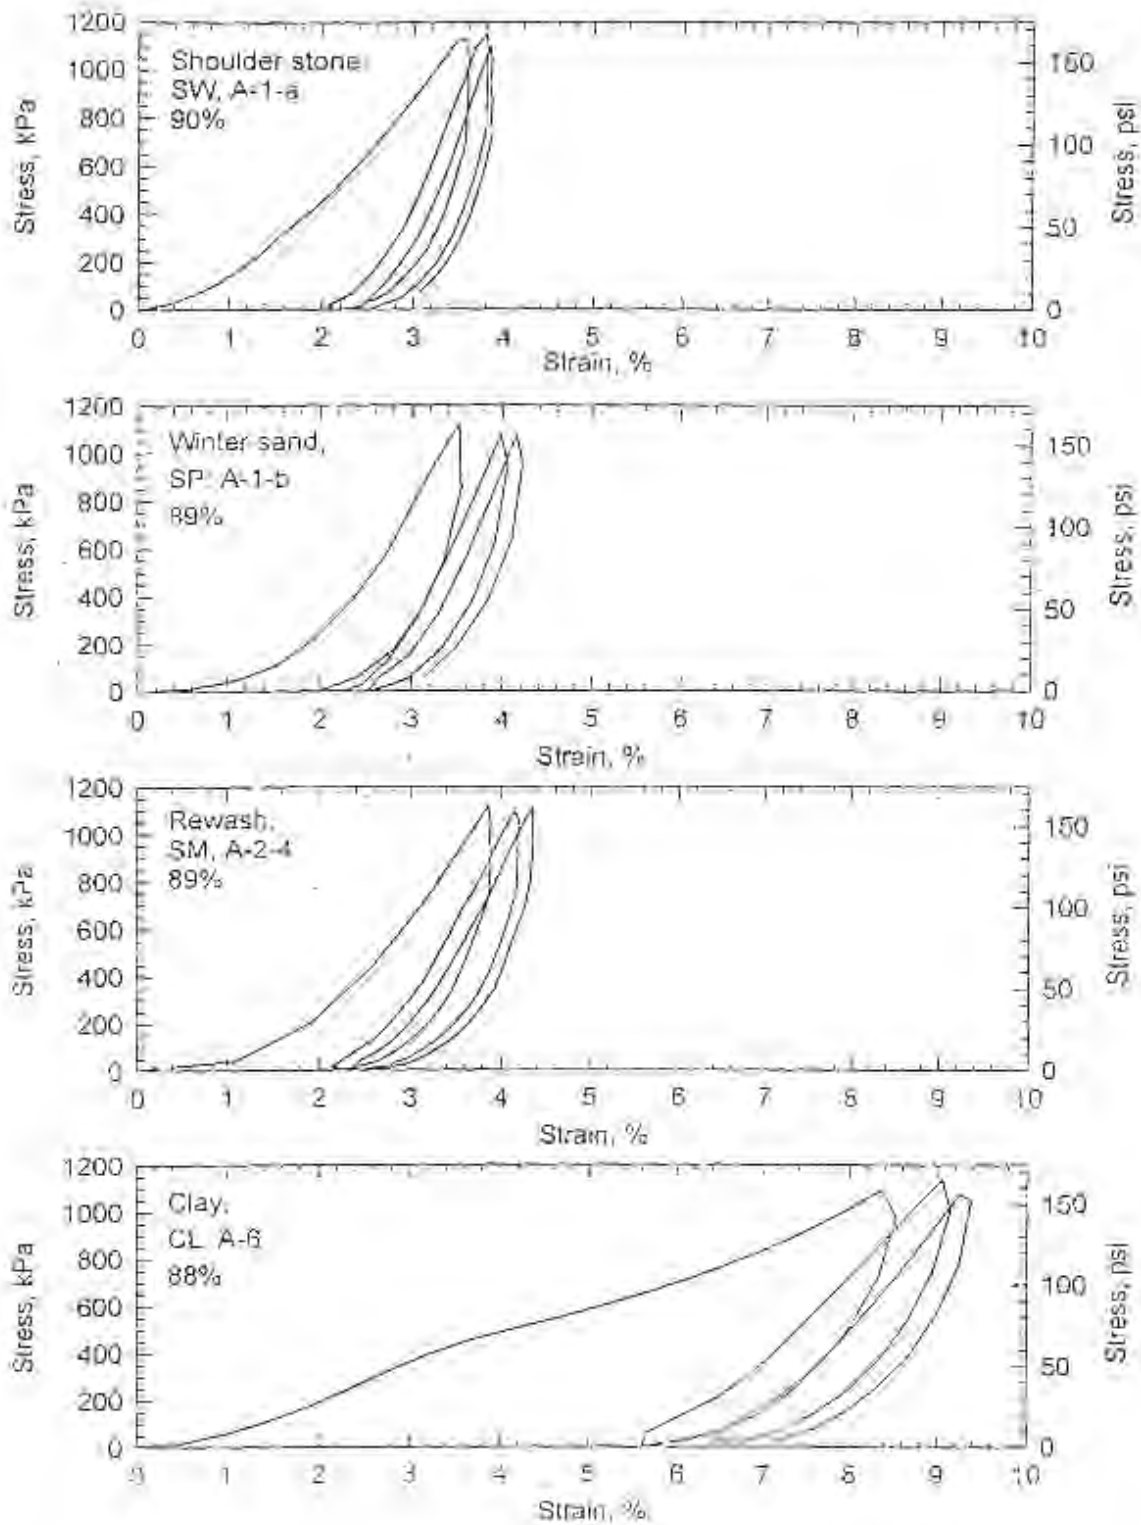 1200
1000
800
600
400
200
0
Stress, kPa
Shoulder stone,
SW, A-1-a
90%
150
100
50
0
Stress, psi
0 1 2 3 4 5 6 7 8 9 10
Strain, %
1200
1000
800
600
400
200
0
Stress, kPa
Winter sand,
SP, A-1-b
89%
150
100
50
0
Stress, psi
0 1 2 3 4 5 6 7 8 9 10
Strain, %
1200
1000
800
600
400
200
0
Stress, kPa
Rewash,
SM, A-2-4
89%
150
100
50
0
Stress, psi
0 1 2 3 4 5 6 7 8 9 10
Strain, %
1200
1000
800
600
400
200
0
Stress, kPa
Clay,
CL, A-6
88%
150
100
50
0
Stress, psi
0 1 2 3 4 5 6 7 8 9 10
Strain, %